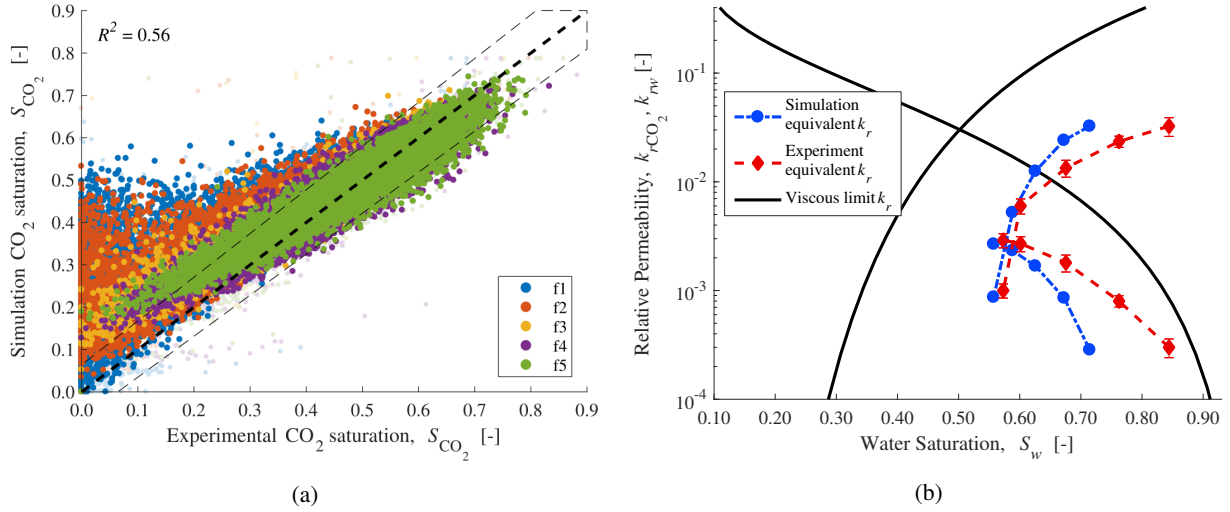 R² = 0.56
Simulation CO₂ saturation, S_CO₂ [-]
0.9
0.8
0.7
0.6
0.5
0.4
0.3
0.2
0.1
0.0
f1
f2
f3
f4
f5
0.0 0.1 0.2 0.3 0.4 0.5 0.6 0.7 0.8 0.9
Experimental CO₂ saturation, S_CO₂ [-]
(a)
Relative Permeability, k_rCO₂, k_rw [-]
10⁻¹
10⁻²
10⁻³
10⁻⁴
Simulation
equivalent k_r
Experiment
equivalent k_r
Viscous limit k_r
0.10 0.20 0.30 0.40 0.50 0.60 0.70 0.80 0.90
Water Saturation, S_w [-]
(b)